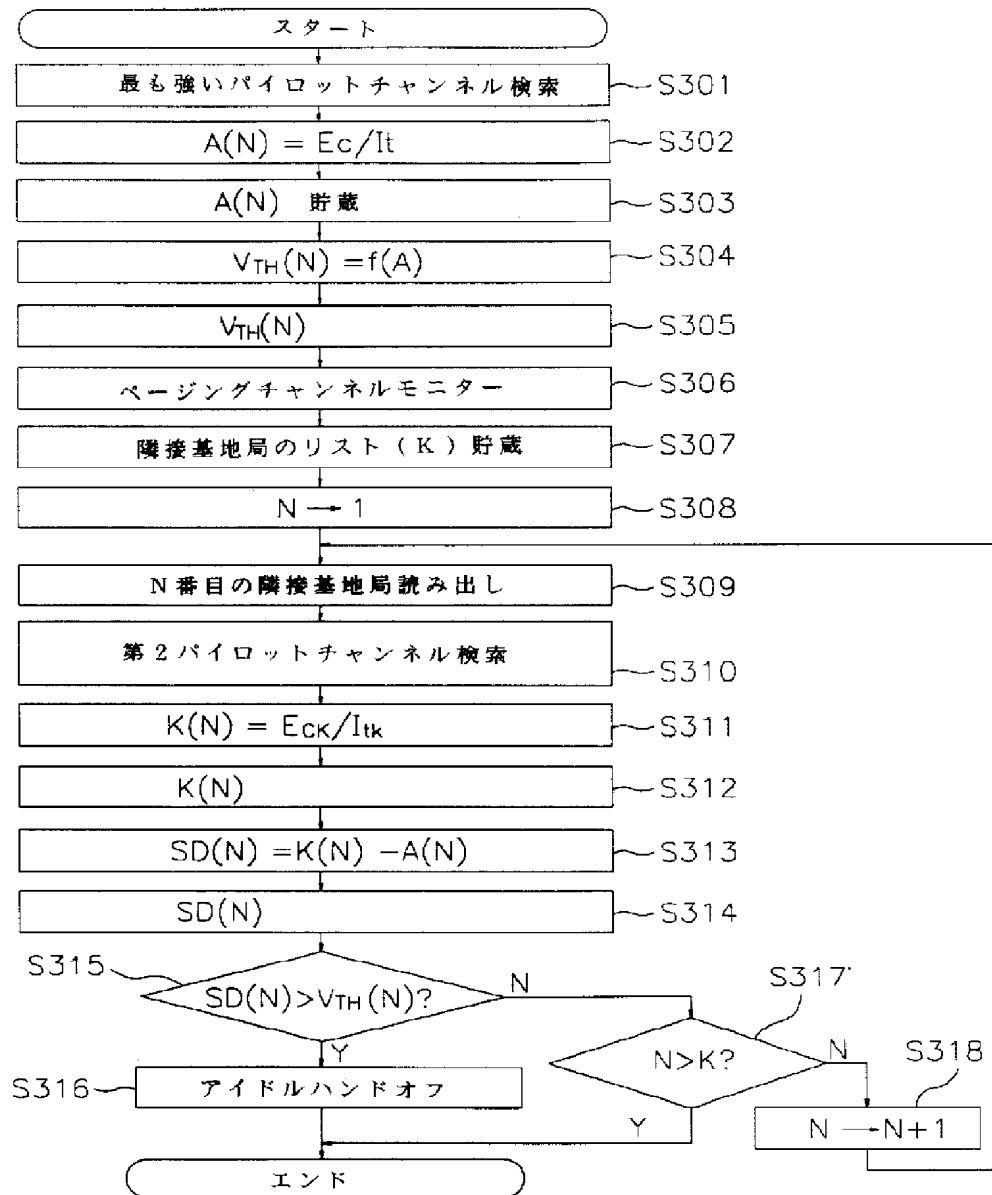 スタート
最も強いパイロットチャンネル検索 S301
A(N) = Ec/It S302
A(N) 貯蔵 S303
VTH(N) =f(A) S304
VTH(N) S305
ページングチャンネルモニター S306
隣接基地局のリスト(K)貯蔵 S307
N → 1 S308
N番目の隣接基地局読み出し S309
第2パイロットチャンネル検索 S310
K(N) = ECK/Itk S311
K(N) S312
SD(N) =K(N) -A(N) S313
SD(N) S314
S315 SD(N)>VTH(N)? N
Y
S317
N>K? N
Y
S318
N → N+1
S316 アイドルハンドオフ
エンド